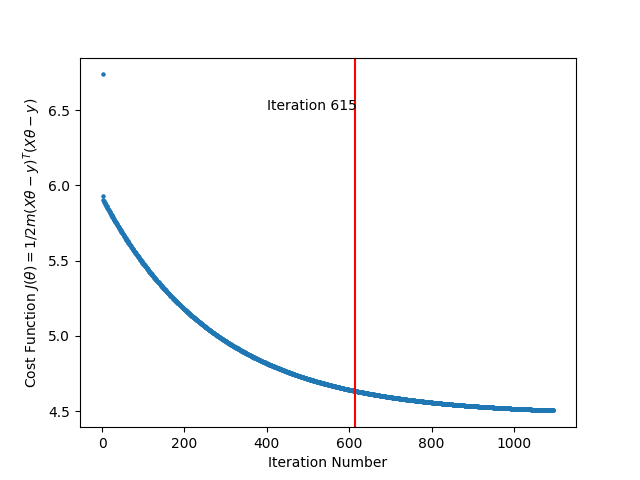 Cost Function J(θ) = 1/2m(Xθ − y)ᵀ(Xθ − y)
6.5
6.0
5.5
5.0
4.5
Iteration 615
0 200 400 600 800 1000
Iteration Number